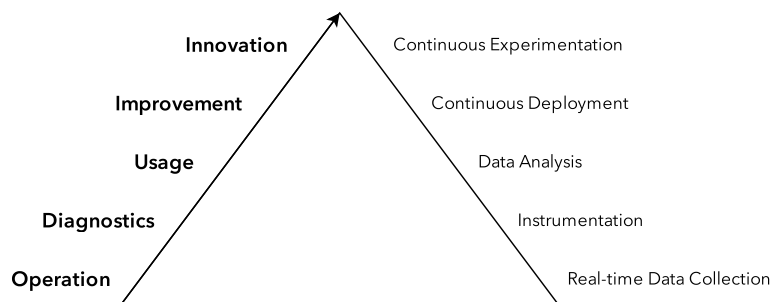 Innovation
Continuous Experimentation
Improvement
Continuous Deployment
Usage
Data Analysis
Diagnostics
Instrumentation
Operation
Real-time Data Collection